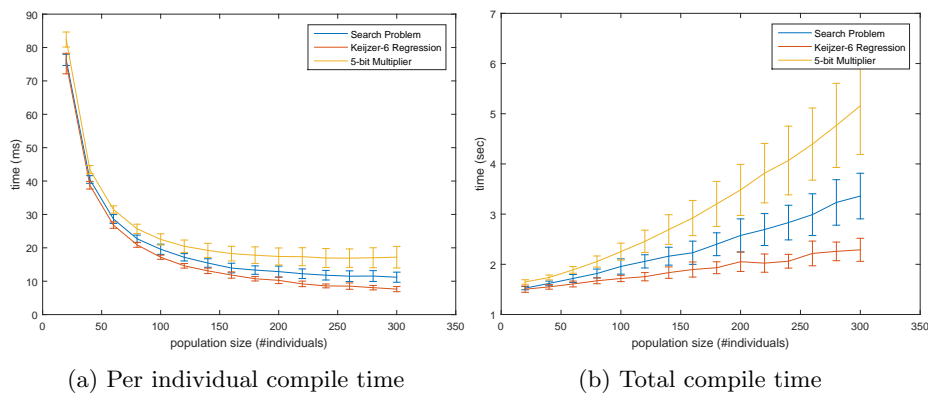 90
80
70
60
50
40
30
20
10
0
time (ms)
0 50 100 150 200 250 300 350
population size (#individuals)
Search Problem
Keijzer-6 Regression
5-bit Multiplier
(a) Per individual compile time
7
6
5
4
3
2
1
time (sec)
0 50 100 150 200 250 300 350
population size (#individuals)
Search Problem
Keijzer-6 Regression
5-bit Multiplier
(b) Total compile time